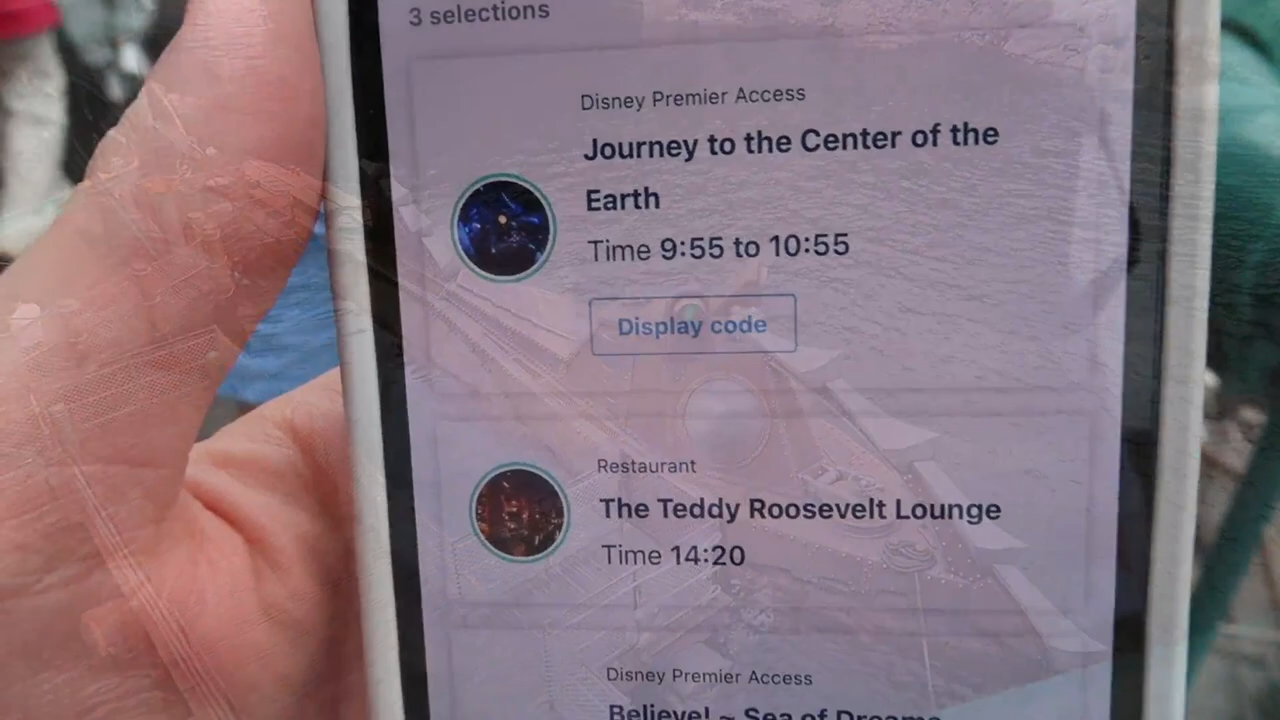 3 selections
Disney Premier Access
Journey to the Center of the
Earth
Time 9:55 to 10:55
Display code
Restaurant
The Teddy Roosevelt Lounge
Time 14:20
Disney Premier Access
Believe! ~ Sea of Dreams